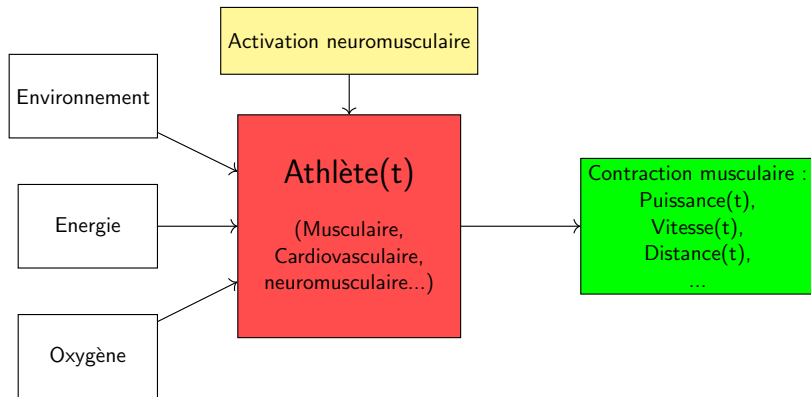 Activation neuromusculaire
Environnement
Energie
Oxygène
Athlète(t)
(Musculaire,
Cardiovasculaire,
neuromusculaire...)
Contraction musculaire :
Puissance(t),
Vitesse(t),
Distance(t),
...